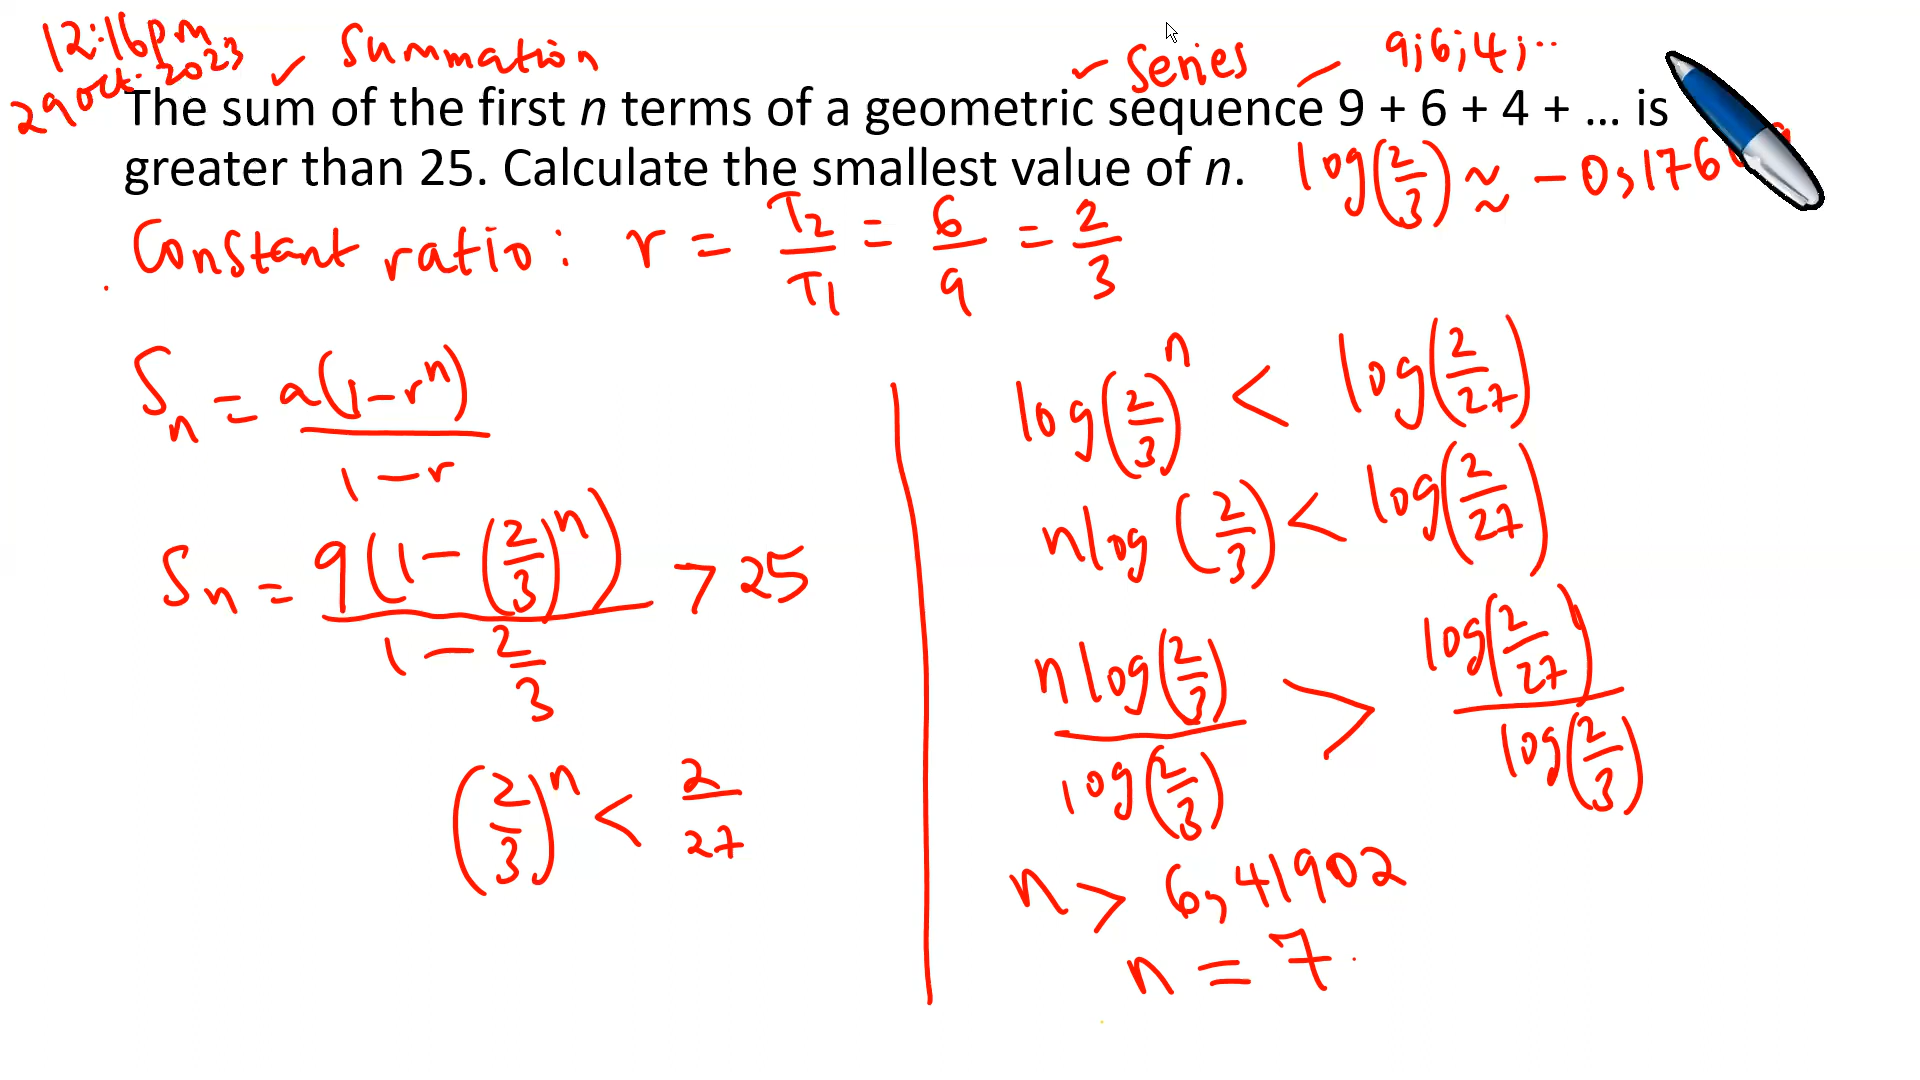 12:16pm
29 Oct. 2023
✓ Summation
✓ Series
9;6;4;..
The sum of the first n terms of a geometric sequence 9 + 6 + 4 + ... is
greater than 25. Calculate the smallest value of n.
log(2/3) ≈ -0,176
Constant ratio: r = T2/T1 = 6/9 = 2/3
Sn = a(1-r^n)/(1-r)
Sn = 9(1-(2/3)^n)/(1-2/3) > 25
(2/3)^n < 2/27
log(2/3)^n < log(2/27)
nlog(2/3) < log(2/27)
nlog(2/3)/log(2/3) > log(2/27)/log(2/3)
n > 6,41902
n = 7.